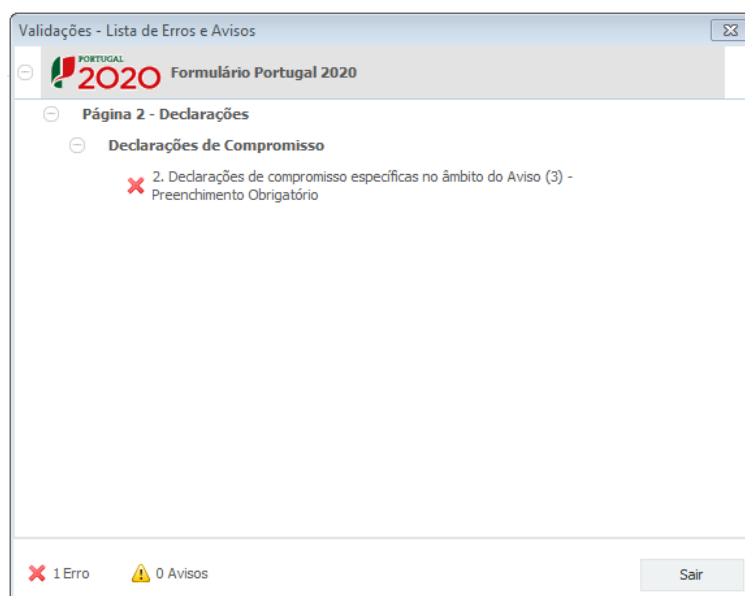 Validações - Lista de Erros e Avisos
PORTUGAL
2020 Formulário Portugal 2020
Página 2 - Declarações
Declarações de Compromisso
2. Declarações de compromisso específicas no âmbito do Aviso (3) -
Preenchimento Obrigatório
1 Erro 0 Avisos Sair